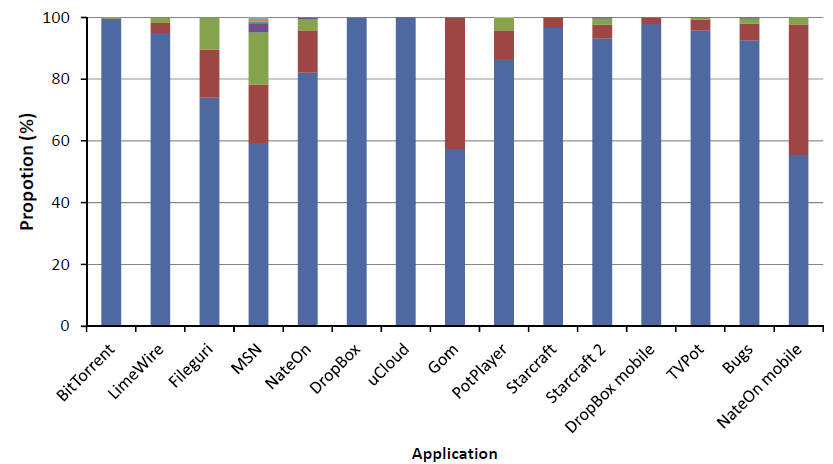 Propotion (%)
100
80
60
40
20
0
BitTorrent
LimeWire
Fileguri
MSN
NateOn
DropBox
uCloud
Gom
PotPlayer
Starcraft
Starcraft 2
DropBox mobile
TVPot
Bugs
NateOn mobile
Application